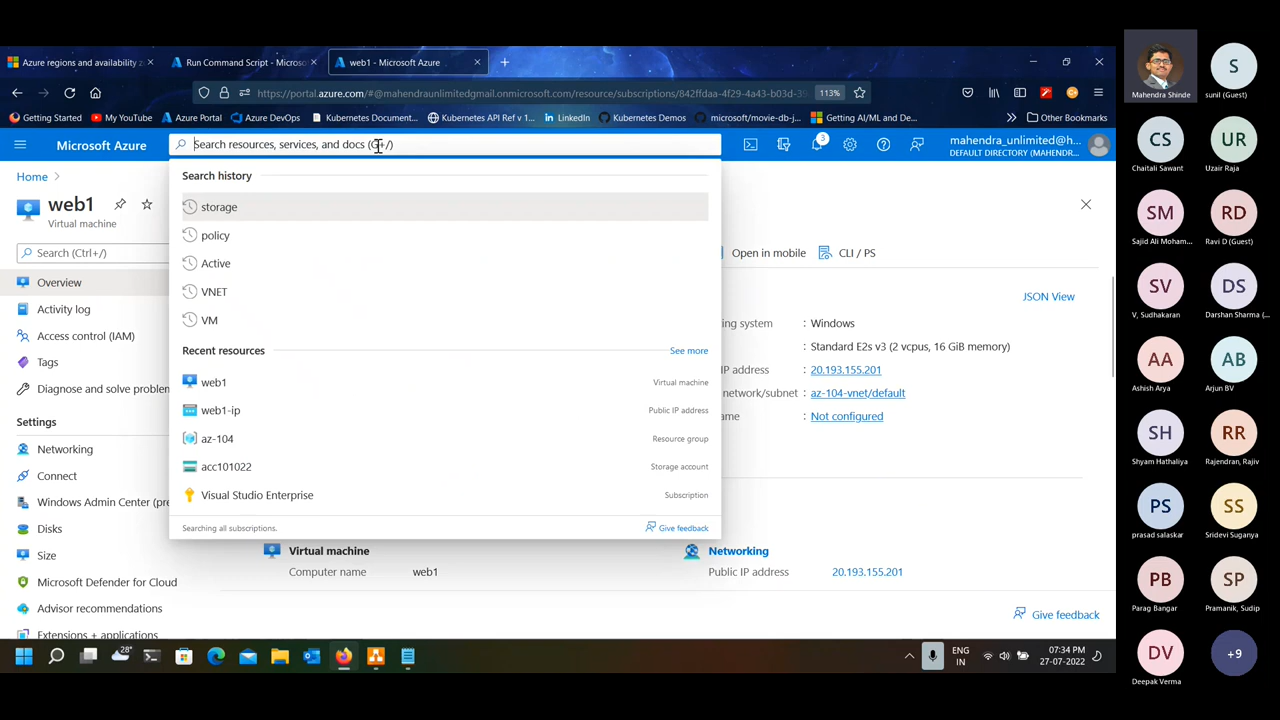 Azure regions and availability z
Run Command Script - Microso
web1 - Microsoft Azure
https://portal.azure.com/#@mahendraunlimitedgmail.onmicrosoft.com/resource/subscriptions/842ffdaa-4f29-4a43-b03d-39
113%
Getting Started
My YouTube
Azure Portal
Azure DevOps
Kubernetes Documen
Kubernetes API Ref v 1...
LinkedIn
Kubernetes Demos
microsoft/movie-db-j...
Getting AI/ML and De...
Other Bookmarks
Microsoft Azure
Search resources, services, and docs (G+/)
3
mahendra_unlimited@h...
DEFAULT DIRECTORY (MAHENDR...
Home
web1
Virtual machine
Search (Ctrl+/)
Overview
Activity log
Access control (IAM)
Tags
Diagnose and solve problem
Settings
Networking
Connect
Windows Admin Center (pre
Disks
Size
Microsoft Defender for Cloud
Advisor recommendations
Extensions + applications
Search history
storage
policy
Active
VNET
VM
Recent resources
See more
web1
Virtual machine
web1-ip
Public IP address
az-104
Resource group
acc101022
Storage account
Visual Studio Enterprise
Subscription
Searching all subscriptions.
Give feedback
Open in mobile
CLI / PS
JSON View
ing system : Windows
: Standard E2s v3 (2 vcpus, 16 GiB memory)
IP address : 20.193.155.201
network/subnet : az-104-vnet/default
ame : Not configured
Virtual machine
Computer name web1
Networking
Public IP address 20.193.155.201
Give feedback
28°
ENG
IN
07:34 PM
27-07-2022
Mahendra Shinde
S
sunil (Guest)
CS
Chaitali Sawant
UR
Uzair Raja
SM
Sajid Ali Moham...
RD
Ravi D (Guest)
SV
V, Sudhakaran
DS
Darshan Sharma (...
AA
Ashish Arya
AB
Arjun BV
SH
Shyam Hathaliya
RR
Rajendran, Rajiv
PS
prasad salaskar
SS
Sridevi Suganya
PB
Parag Bangar
SP
Pramanik, Sudip
DV
Deepak Verma
+9